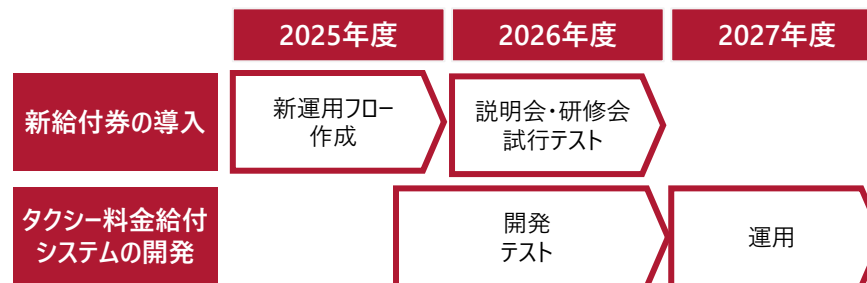 2025年度
2026年度
2027年度
新給付券の導入
新運用フロー
作成
説明会・研修会
試行テスト
タクシー料金給付
システムの開発
開発
テスト
運用